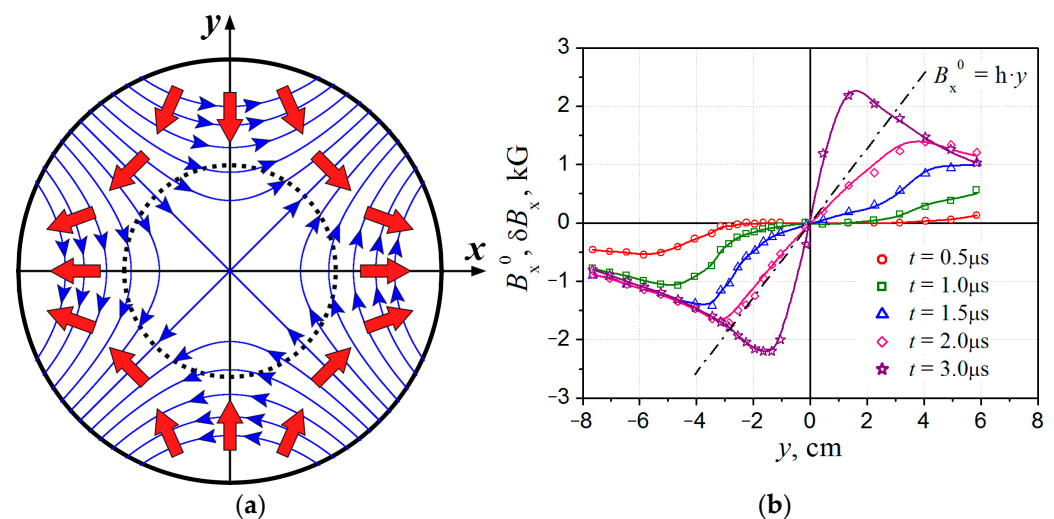 y
x
(a)
B_x^0, δB_x, kG
3
2
1
0
−1
−2
−3
B_x^0 = h·y
t = 0.5μs
t = 1.0μs
t = 1.5μs
t = 2.0μs
t = 3.0μs
−8 −6 −4 −2 0 2 4 6 8
y, cm
(b)